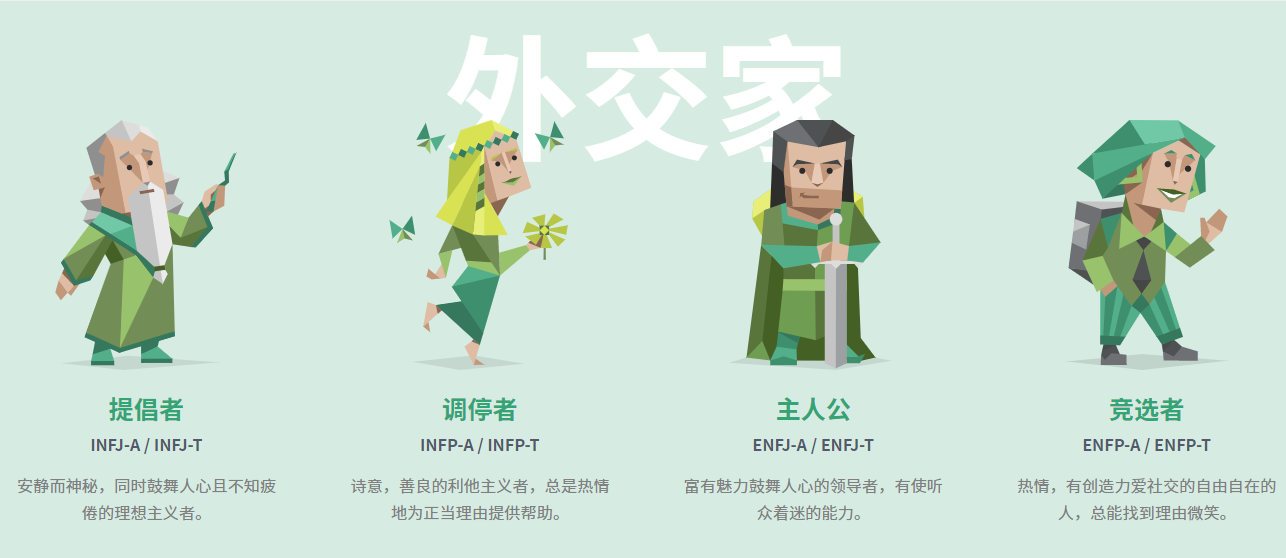 外交家
提倡者
INFJ-A / INFJ-T
安静而神秘，同时鼓舞人心且不知疲
倦的理想主义者。
调停者
INFP-A / INFP-T
诗意，善良的利他主义者，总是热情
地为正当理由提供帮助。
主人公
ENFJ-A / ENFJ-T
富有魅力鼓舞人心的领导者，有使听
众着迷的能力。
竞选者
ENFP-A / ENFP-T
热情，有创造力爱社交的自由自在的
人，总能找到理由微笑。